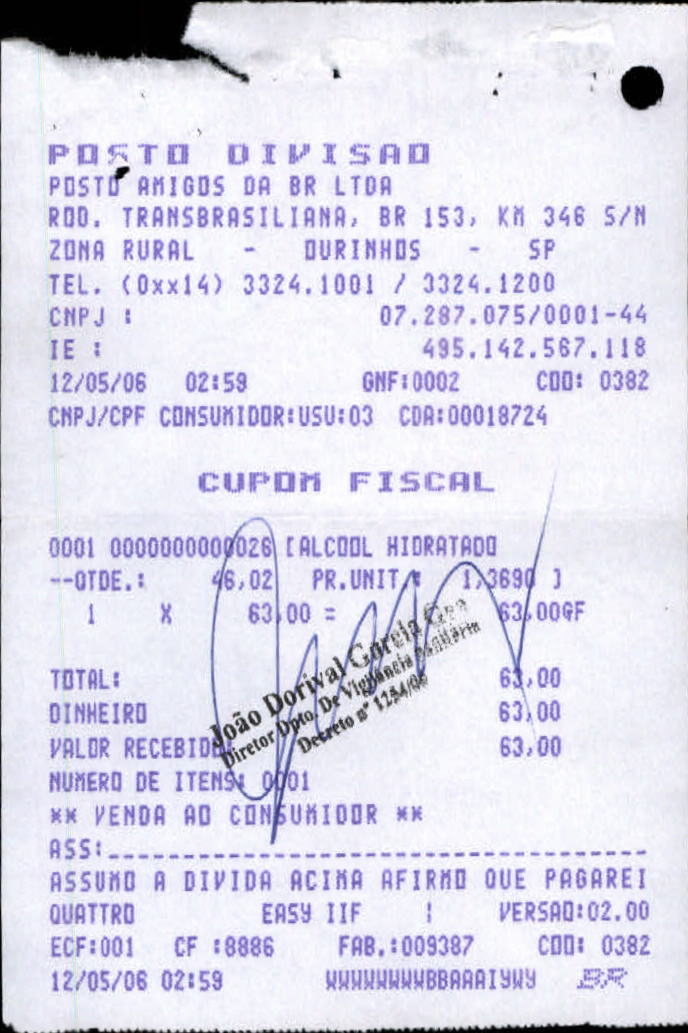 POSTO DIVISAO
POSTO AMIGOS DA BR LTDA
ROD. TRANSBRASILIANA, BR 153, KM 346 S/N
ZONA RURAL - OURINHOS - SP
TEL. (0xx14) 3324.1001 / 3324.1200
CNPJ : 07.287.075/0001-44
IE : 495.142.567.118
12/05/06 02:59 GNF:0002 COO: 0382
CNPJ/CPF CONSUMIDOR:USU:03 CDA:00018724
CUPOM FISCAL
0001 0000000000026 [ALCOOL HIDRATADO
--QTDE.: 46,02 PR.UNIT.: 1,3690 ]
1 X 63,00 = 63,00GF
TOTAL: 63,00
DINHEIRO 63,00
VALOR RECEBIDO: 63,00
João Dorival Garcia
Diretor Dpto. De Vigilancia Sanitária
Decreto nº
NUMERO DE ITENS: 0001
** VENDA AO CONSUMIDOR **
ASS:
ASSUMO A DIVIDA ACIMA AFIRMO QUE PAGAREI
QUATTRO EASY IIF | VERSAO:02.00
ECF:001 CF :8886 FAB.:009387 COO: 0382
12/05/06 02:59 WWWWWWWWBBAAAIYWY BR